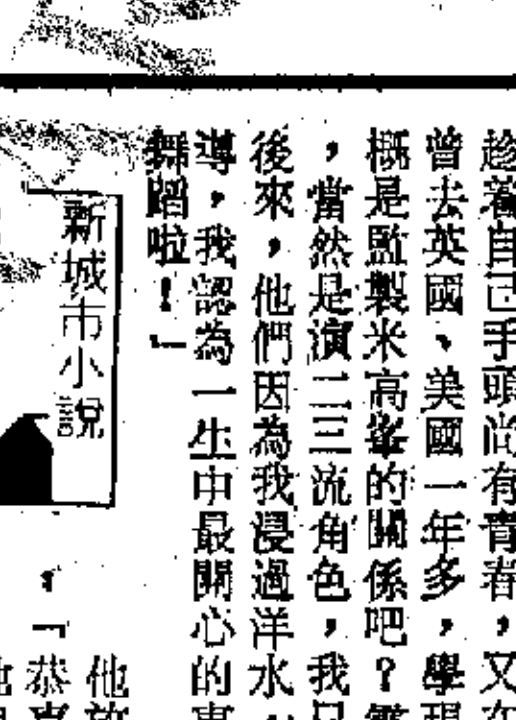 趁着自己手頭尚有青春，又
曾去英國、美國一年多，學
概是監製米高峯的關係吧？
，當然是演二三流角色，我
後來，他們因為我浸過洋水
導，我認為一生中最開心的
舞蹈啦！」
新城市小說
他
，「恭